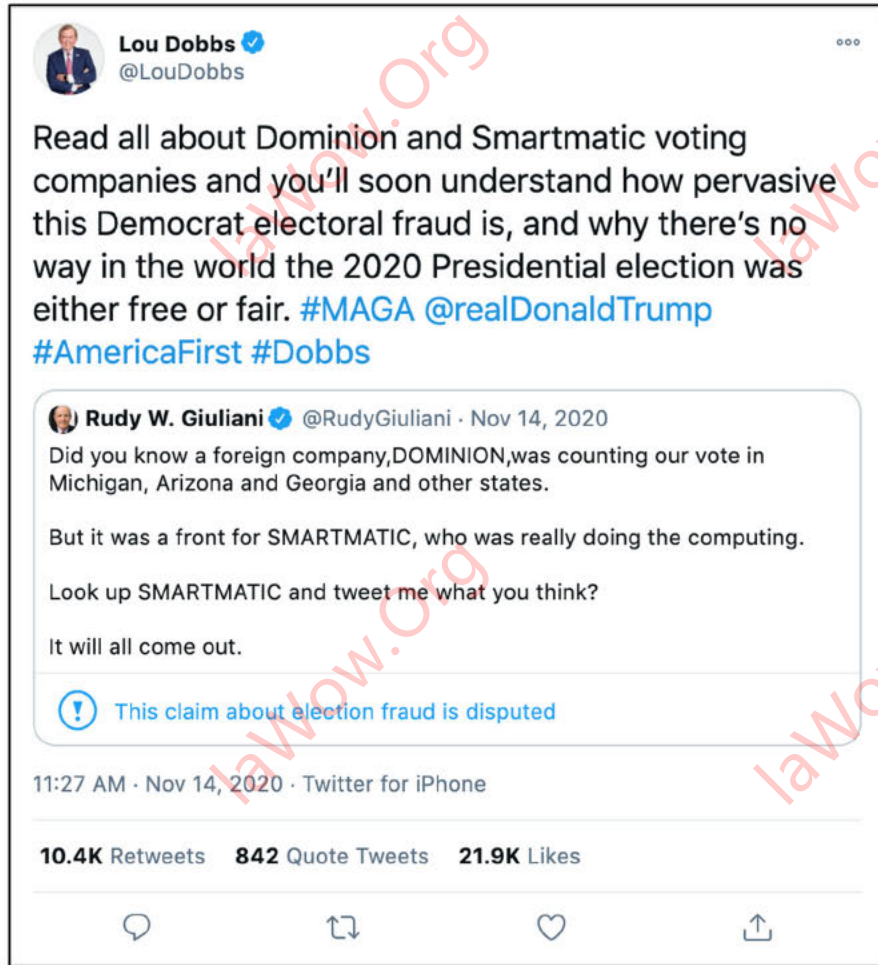 Lou Dobbs
@LouDobbs
Read all about Dominion and Smartmatic voting
companies and you'll soon understand how pervasive
this Democrat electoral fraud is, and why there's no
way in the world the 2020 Presidential election was
either free or fair. #MAGA @realDonaldTrump
#AmericaFirst #Dobbs
Rudy W. Giuliani @RudyGiuliani · Nov 14, 2020
Did you know a foreign company,DOMINION,was counting our vote in
Michigan, Arizona and Georgia and other states.
But it was a front for SMARTMATIC, who was really doing the computing.
Look up SMARTMATIC and tweet me what you think?
It will all come out.
This claim about election fraud is disputed
11:27 AM · Nov 14, 2020 · Twitter for iPhone
10.4K Retweets 842 Quote Tweets 21.9K Likes
laWow.Org
laWow.Org
laWo
laWo